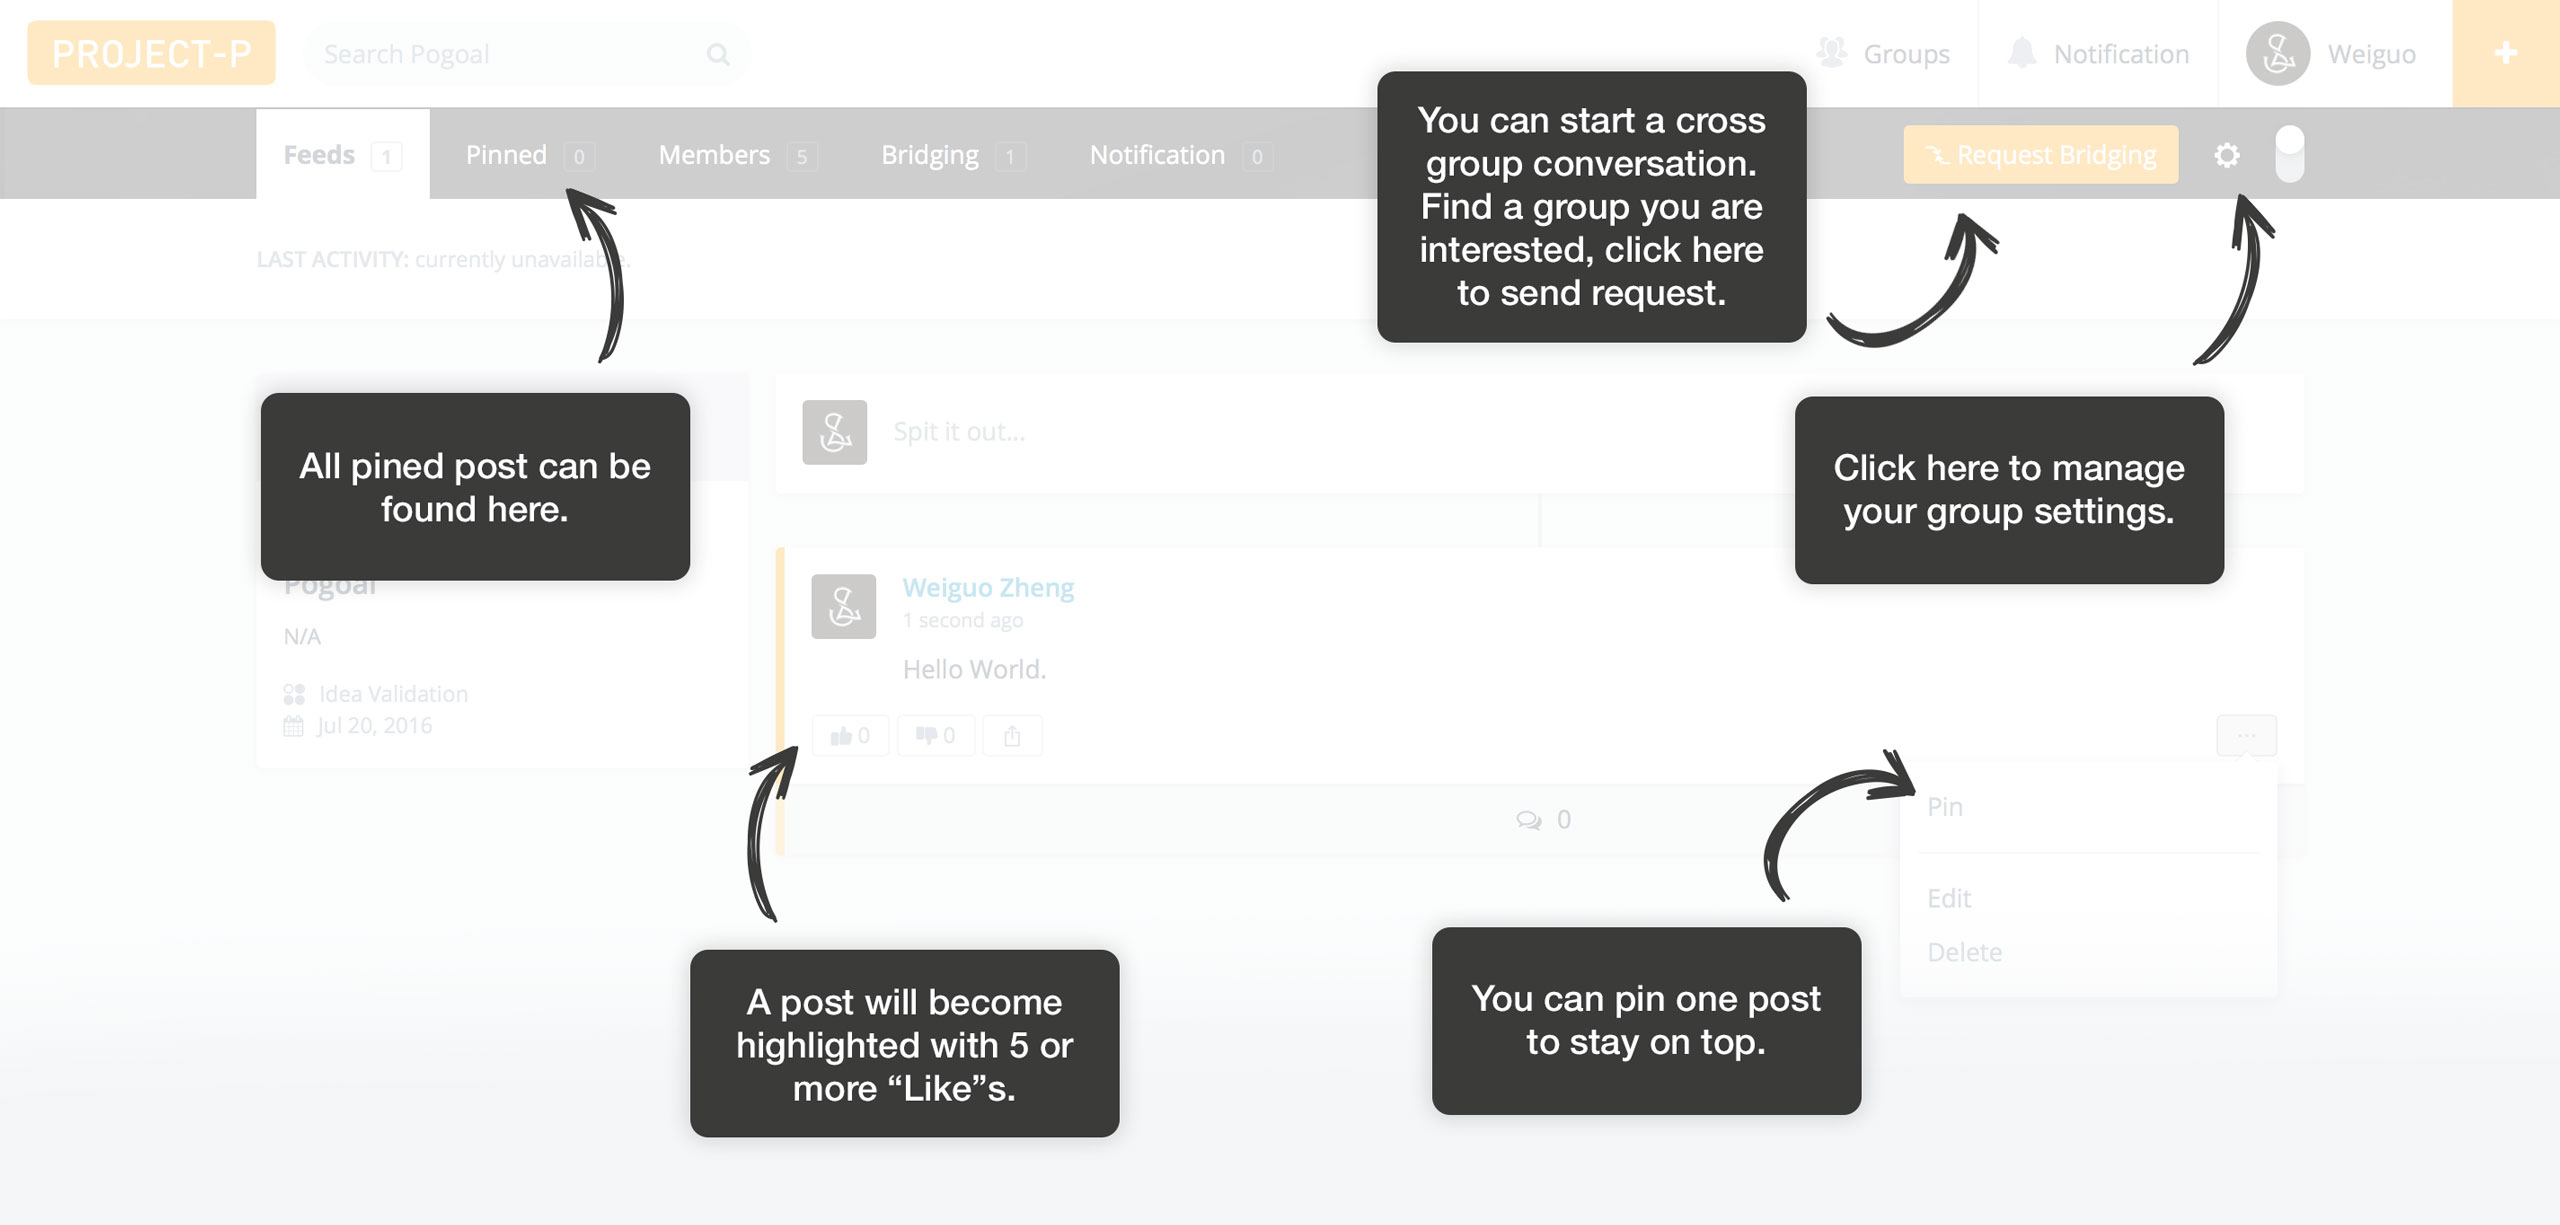 PROJECT-P
Search Pogoal
Groups
Notification
Weiguo
+
Feeds 1
Pinned 0
Members 5
Bridging 1
Notification 0
Request Bridging
You can start a cross
group conversation.
Find a group you are
interested, click here
to send request.
LAST ACTIVITY: currently unavailable.
All pined post can be
found here.
Spit it out...
Click here to manage
your group settings.
Pogoal
N/A
Idea Validation
Jul 20, 2016
Weiguo Zheng
1 second ago
Hello World.
0
0
...
0
Pin
Edit
Delete
A post will become
highlighted with 5 or
more “Like”s.
You can pin one post
to stay on top.